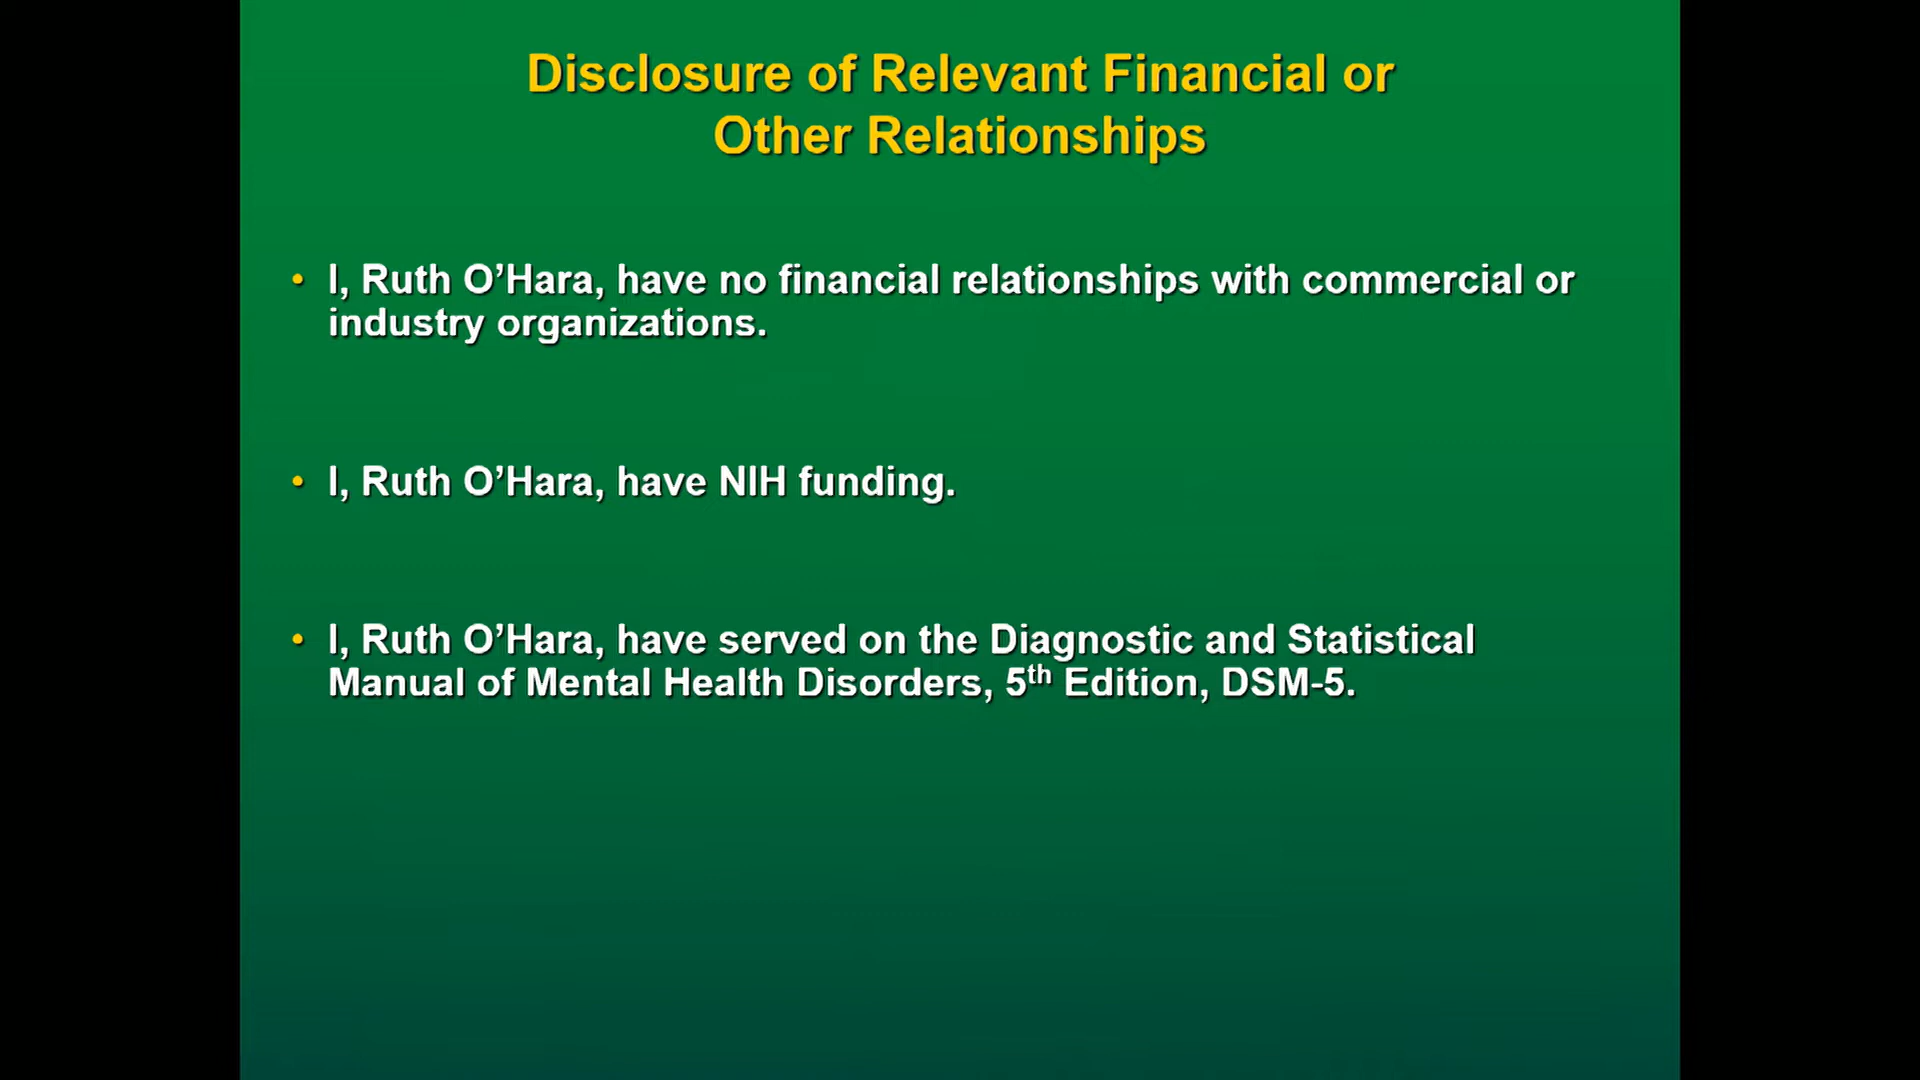 Disclosure of Relevant Financial or
Other Relationships
• I, Ruth O’Hara, have no financial relationships with commercial or
industry organizations.
• I, Ruth O’Hara, have NIH funding.
• I, Ruth O’Hara, have served on the Diagnostic and Statistical
Manual of Mental Health Disorders, 5th Edition, DSM-5.